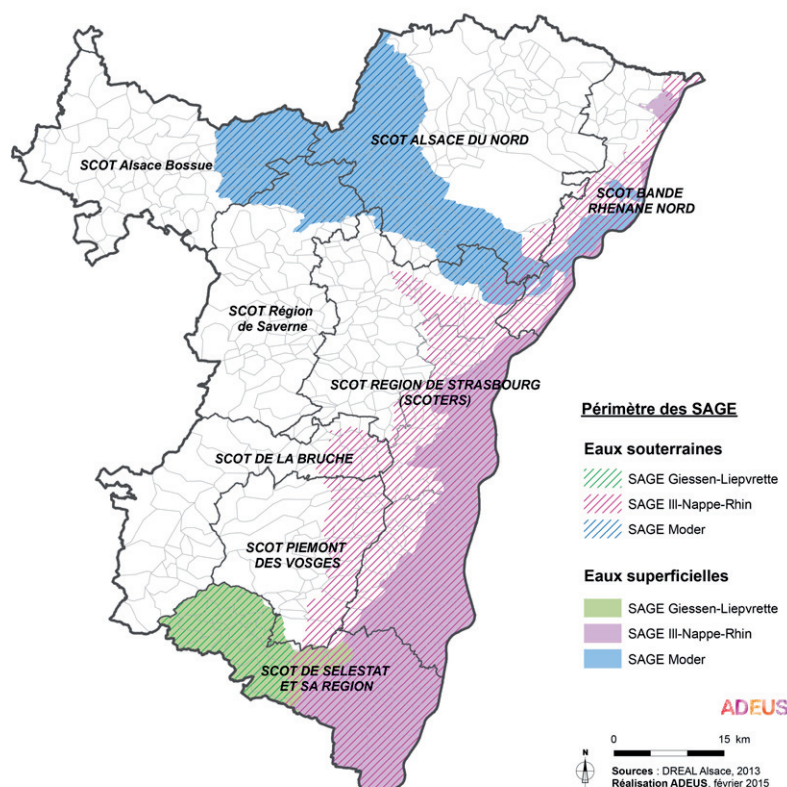 SCOT ALSACE DU NORD
SCOT Alsace Bossue
SCOT BANDE
RHENANE NORD
SCOT Région
de Saverne
SCOT REGION DE STRASBOURG
(SCOTERS)
SCOT DE LA BRUCHE
SCOT PIEMONT
DES VOSGES
SCOT DE SELESTAT
ET SA REGION
Périmètre des SAGE
Eaux souterraines
SAGE Giessen-Liepvrette
SAGE Ill-Nappe-Rhin
SAGE Moder
Eaux superficielles
SAGE Giessen-Liepvrette
SAGE Ill-Nappe-Rhin
SAGE Moder
ADEUS
0 15 km
N
Sources : DREAL Alsace, 2013
Réalisation ADEUS, février 2015